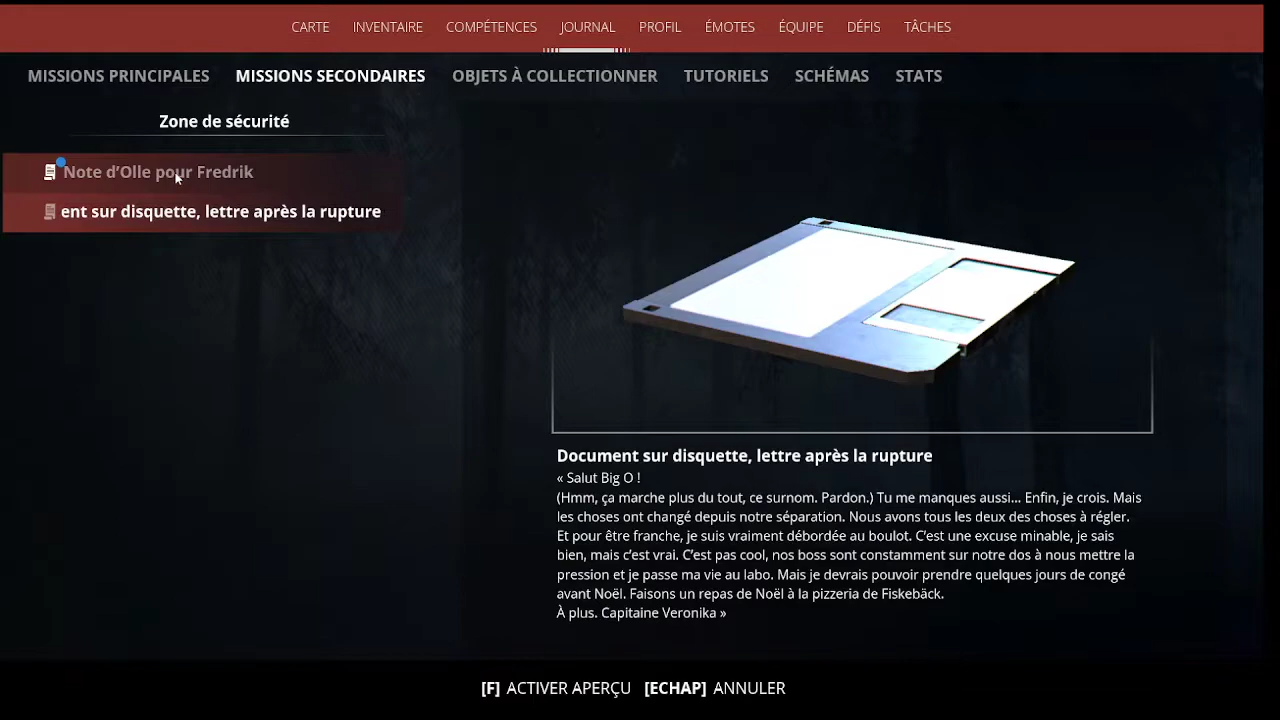 CARTE INVENTAIRE COMPÉTENCES JOURNAL PROFIL ÉMOTES ÉQUIPE DÉFIS TÂCHES
MISSIONS PRINCIPALES MISSIONS SECONDAIRES OBJETS À COLLECTIONNER TUTORIELS SCHÉMAS STATS
Zone de sécurité
Note d’Olle pour Fredrik
ent sur disquette, lettre après la rupture
Document sur disquette, lettre après la rupture
« Salut Big O !
(Hmm, ça marche plus du tout, ce surnom. Pardon.) Tu me manques aussi... Enfin, je crois. Mais
les choses ont changé depuis notre séparation. Nous avons tous les deux des choses à régler.
Et pour être franche, je suis vraiment débordée au boulot. C’est une excuse minable, je sais
bien, mais c’est vrai. C’est pas cool, nos boss sont constamment sur notre dos à nous mettre la
pression et je passe ma vie au labo. Mais je devrais pouvoir prendre quelques jours de congé
avant Noël. Faisons un repas de Noël à la pizzeria de Fiskebäck.
À plus. Capitaine Veronika »
[F] ACTIVER APERÇU [ECHAP] ANNULER